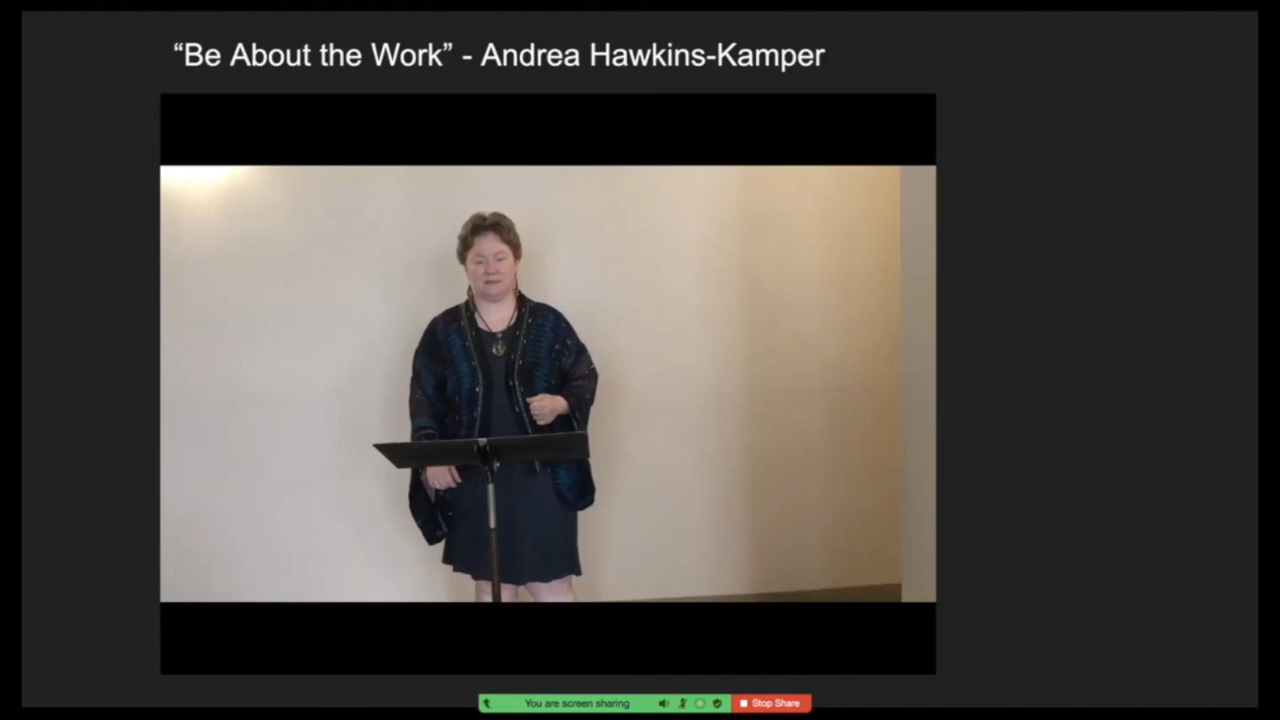 “Be About the Work” - Andrea Hawkins-Kamper
You are screen sharing
Stop Share